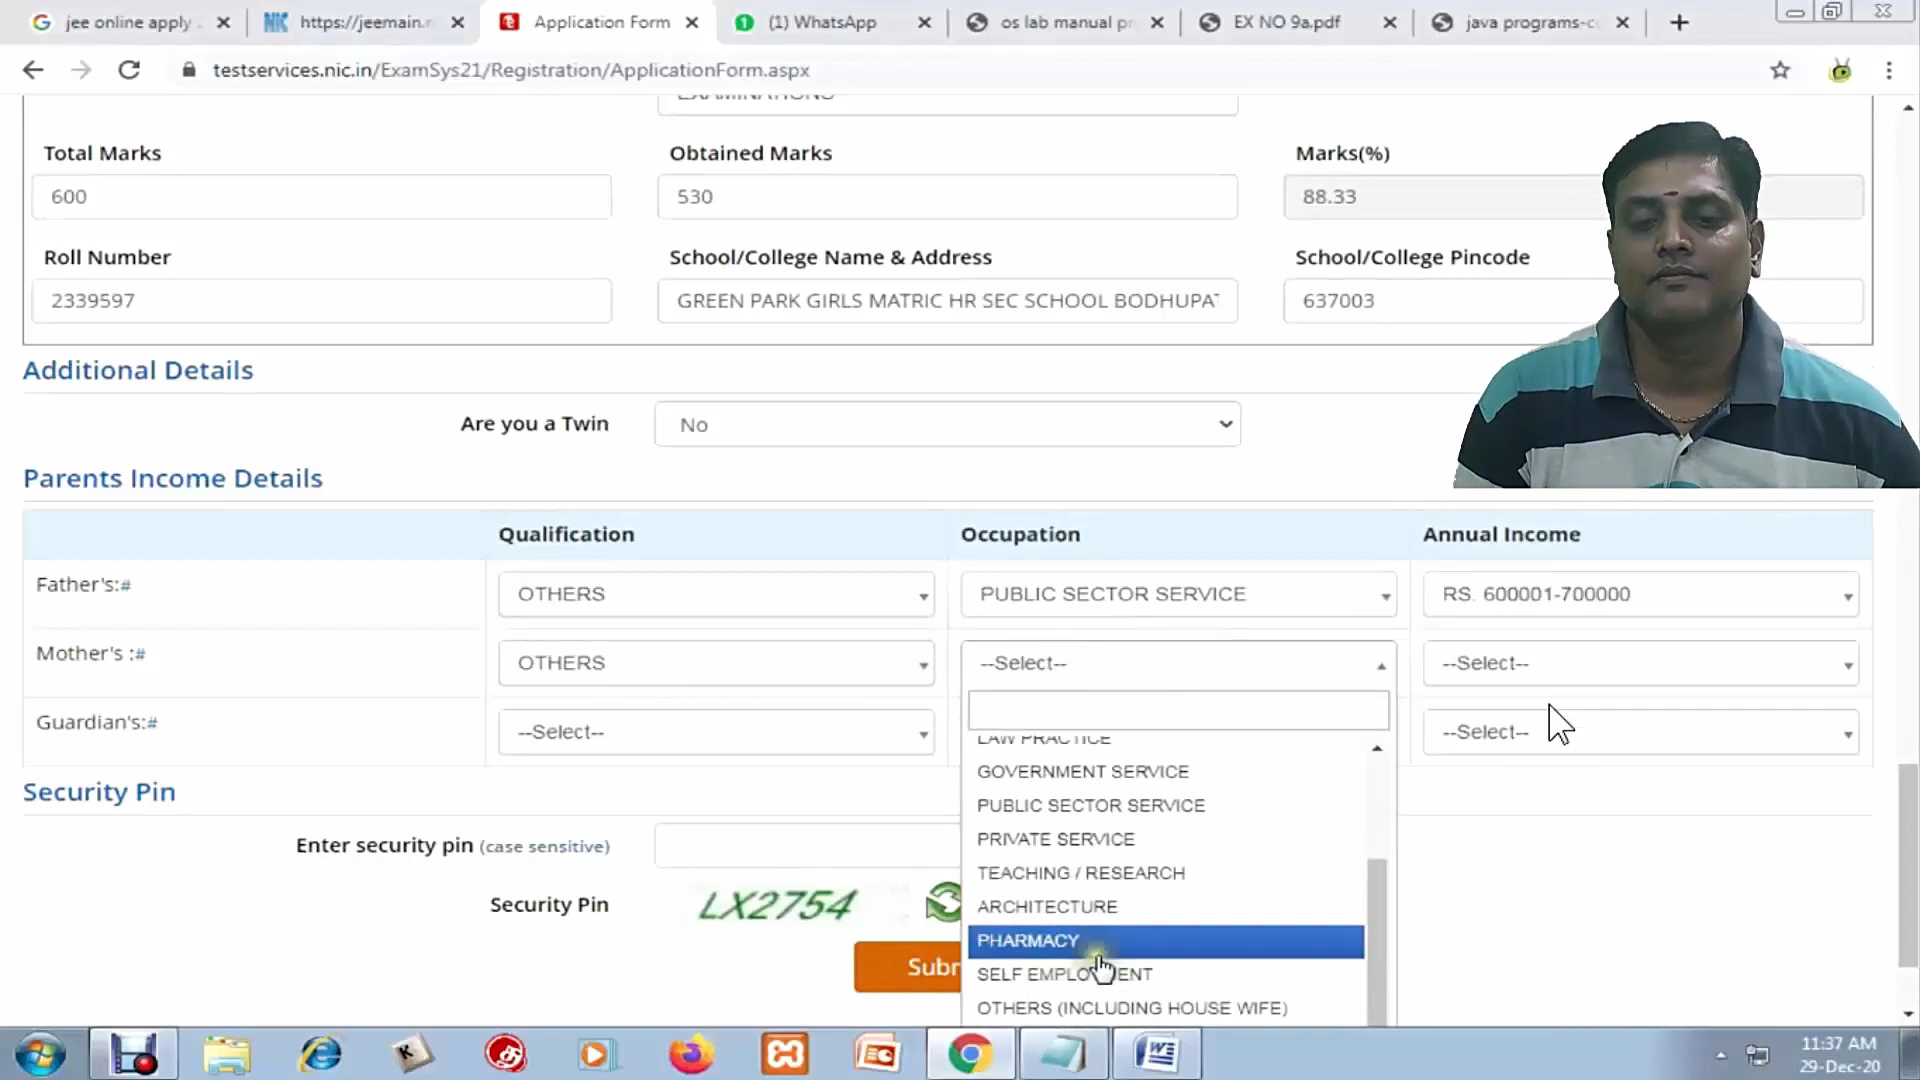 jee online apply
https://jeemain.n
Application Form
(1) WhatsApp
os lab manual pr
EX NO 9a.pdf
java programs-co
testservices.nic.in/ExamSys21/Registration/ApplicationForm.aspx
EXAMINATIONS
Total Marks
Obtained Marks
Marks(%)
600
530
88.33
Roll Number
School/College Name & Address
School/College Pincode
2339597
GREEN PARK GIRLS MATRIC HR SEC SCHOOL BODHUPAT
637003
Additional Details
Are you a Twin
No
Parents Income Details
Qualification
Occupation
Annual Income
Father's:#
OTHERS
PUBLIC SECTOR SERVICE
RS. 600001-700000
Mother's :#
OTHERS
--Select--
--Select--
Guardian's:#
--Select--
--Select--
LAW PRACTICE
GOVERNMENT SERVICE
PUBLIC SECTOR SERVICE
PRIVATE SERVICE
TEACHING / RESEARCH
ARCHITECTURE
PHARMACY
SELF EMPLOYMENT
OTHERS (INCLUDING HOUSE WIFE)
Security Pin
Enter security pin (case sensitive)
Security Pin
LX2754
Subr
11:37 AM
29-Dec-20